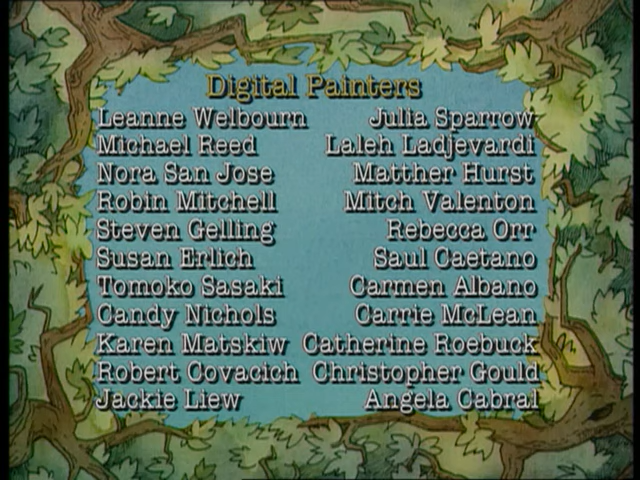 Digital Painters
Leanne Welbourn Julia Sparrow
Michael Reed Laleh Ladjevardi
Nora San Jose Matther Hurst
Robin Mitchell Mitch Valenton
Steven Gelling Rebecca Orr
Susan Erlich Saul Caetano
Tomoko Sasaki Carmen Albano
Candy Nichols Carrie McLean
Karen Matskiw Catherine Roebuck
Robert Covacich Christopher Gould
Jackie Liew Angela Cabral